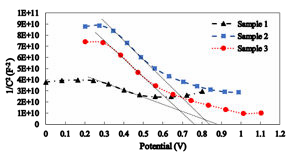 1E+11
9E+10
8E+10
7E+10
6E+10
5E+10
4E+10
3E+10
2E+10
1E+10
0
1/C² (F⁻²)
Sample 1
Sample 2
Sample 3
0 0.1 0.2 0.3 0.4 0.5 0.6 0.7 0.8 0.9 1 1.1 1.2
Potential (V)